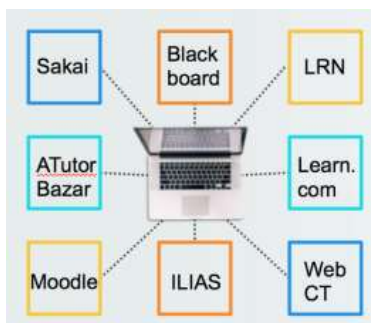 Sakai
Black
board
LRN
ATutor
Bazar
Learn.
com
Moodle
ILIAS
Web
CT